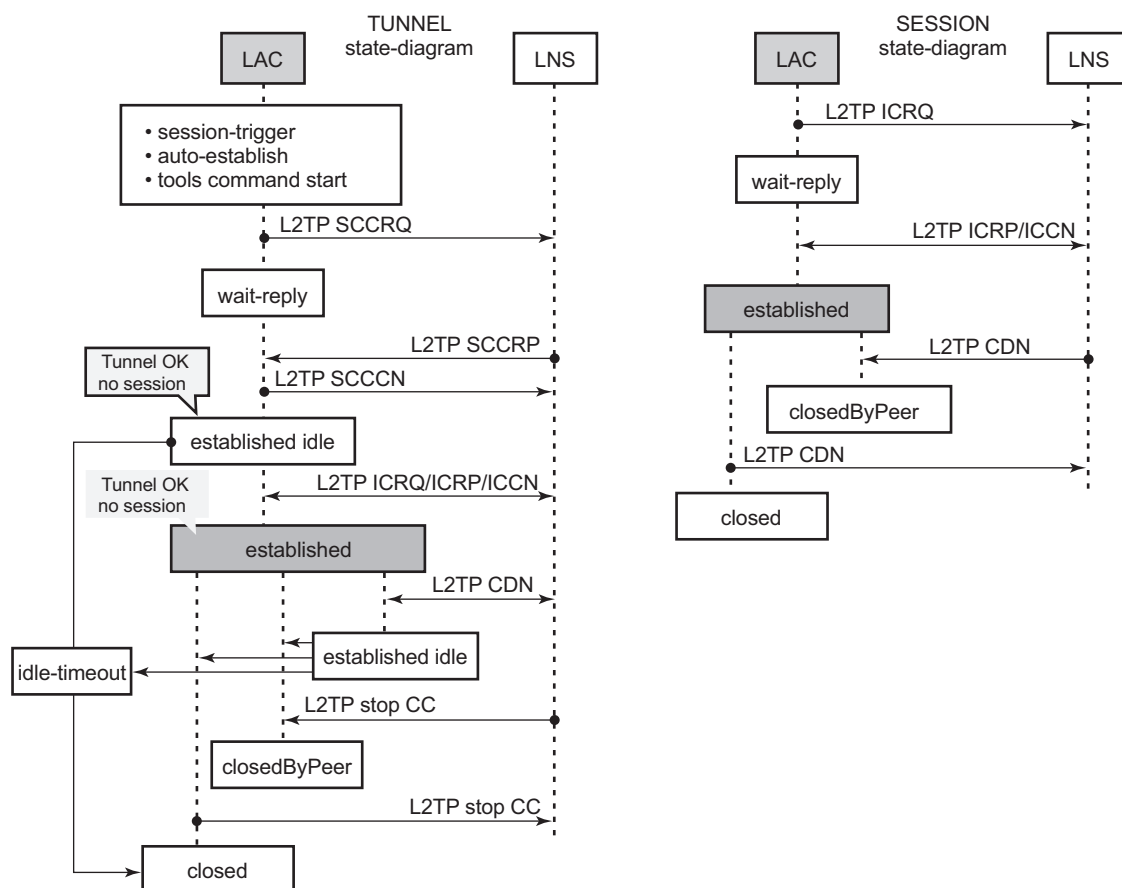 TUNNEL
state-diagram
LAC
LNS
• session-trigger
• auto-establish
• tools command start
L2TP SCCRQ
wait-reply
L2TP SCCRP
Tunnel OK
no session
L2TP SCCCN
established idle
Tunnel OK
no session
L2TP ICRQ/ICRP/ICCN
established
L2TP CDN
established idle
idle-timeout
L2TP stop CC
closedByPeer
L2TP stop CC
closed
SESSION
state-diagram
LAC
LNS
L2TP ICRQ
wait-reply
L2TP ICRP/ICCN
established
L2TP CDN
closedByPeer
L2TP CDN
closed